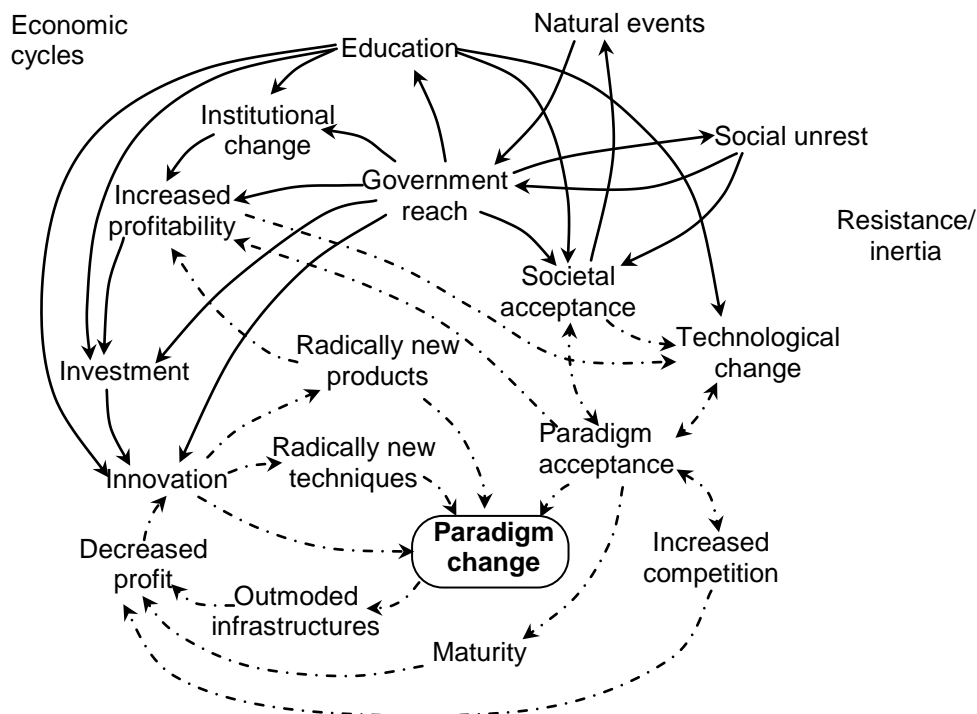 Economic
cycles
Natural events
Education
Institutional
change
Social unrest
Government
reach
Increased
profitability
Resistance/
inertia
Societal
acceptance
Technological
change
Radically new
products
Investment
Paradigm
acceptance
Radically new
techniques
Innovation
Paradigm
change
Increased
competition
Decreased
profit
Outmoded
infrastructures
Maturity